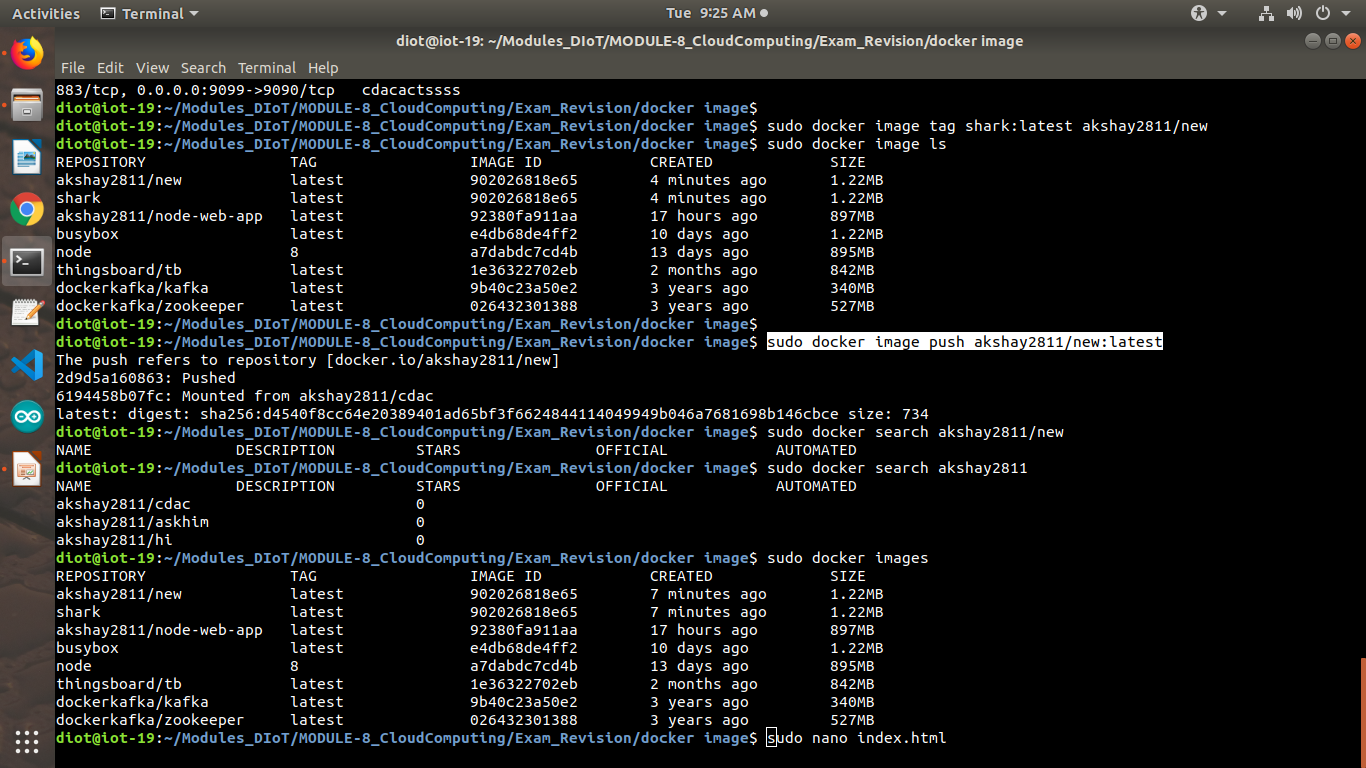 Activities Terminal Tue 9:25 AM
diot@iot-19: ~/Modules_DIoT/MODULE-8_CloudComputing/Exam_Revision/docker image
File Edit View Search Terminal Help
883/tcp, 0.0.0.0:9099->9090/tcp   cdacactssss
diot@iot-19:~/Modules_DIoT/MODULE-8_CloudComputing/Exam_Revision/docker image$
diot@iot-19:~/Modules_DIoT/MODULE-8_CloudComputing/Exam_Revision/docker image$ sudo docker image tag shark:latest akshay2811/new
diot@iot-19:~/Modules_DIoT/MODULE-8_CloudComputing/Exam_Revision/docker image$ sudo docker image ls
REPOSITORY                TAG                 IMAGE ID            CREATED             SIZE
akshay2811/new            latest              902026818e65        4 minutes ago       1.22MB
shark                     latest              902026818e65        4 minutes ago       1.22MB
akshay2811/node-web-app   latest              92380fa911aa        17 hours ago        897MB
busybox                   latest              e4db68de4ff2        10 days ago         1.22MB
node                      8                   a7dabdc7cd4b        13 days ago         895MB
thingsboard/tb            latest              1e36322702eb        2 months ago        842MB
dockerkafka/kafka         latest              9b40c23a50e2        3 years ago         340MB
dockerkafka/zookeeper     latest              026432301388        3 years ago         527MB
diot@iot-19:~/Modules_DIoT/MODULE-8_CloudComputing/Exam_Revision/docker image$
diot@iot-19:~/Modules_DIoT/MODULE-8_CloudComputing/Exam_Revision/docker image$ sudo docker image push akshay2811/new:latest
The push refers to repository [docker.io/akshay2811/new]
2d9d5a160863: Pushed
6194458b07fc: Mounted from akshay2811/cdac
latest: digest: sha256:d4540f8cc64e20389401ad65bf3f6624844114049949b046a7681698b146cbce size: 734
diot@iot-19:~/Modules_DIoT/MODULE-8_CloudComputing/Exam_Revision/docker image$ sudo docker search akshay2811/new
NAME                DESCRIPTION         STARS               OFFICIAL            AUTOMATED
diot@iot-19:~/Modules_DIoT/MODULE-8_CloudComputing/Exam_Revision/docker image$ sudo docker search akshay2811
NAME                DESCRIPTION         STARS               OFFICIAL            AUTOMATED
akshay2811/cdac                         0
akshay2811/askhim                       0
akshay2811/hi                           0
diot@iot-19:~/Modules_DIoT/MODULE-8_CloudComputing/Exam_Revision/docker image$ sudo docker images
REPOSITORY                TAG                 IMAGE ID            CREATED             SIZE
akshay2811/new            latest              902026818e65        7 minutes ago       1.22MB
shark                     latest              902026818e65        7 minutes ago       1.22MB
akshay2811/node-web-app   latest              92380fa911aa        17 hours ago        897MB
busybox                   latest              e4db68de4ff2        10 days ago         1.22MB
node                      8                   a7dabdc7cd4b        13 days ago         895MB
thingsboard/tb            latest              1e36322702eb        2 months ago        842MB
dockerkafka/kafka         latest              9b40c23a50e2        3 years ago         340MB
dockerkafka/zookeeper     latest              026432301388        3 years ago         527MB
diot@iot-19:~/Modules_DIoT/MODULE-8_CloudComputing/Exam_Revision/docker image$ sudo nano index.html